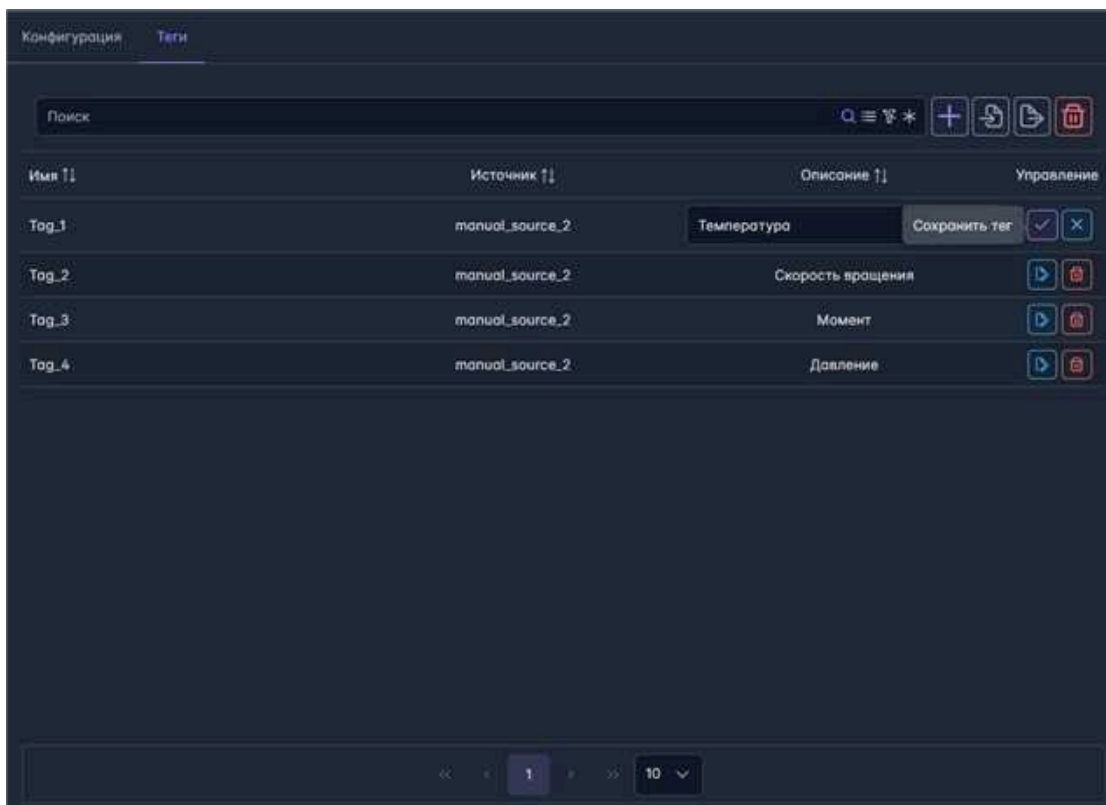 Конфигурация Теги
Поиск
Имя Источник Описание Управление
Tag_1 manual_source_2 Температура Сохранить тег
Tag_2 manual_source_2 Скорость вращения
Tag_3 manual_source_2 Момент
Tag_4 manual_source_2 Давление
« ‹ 1 › » 10